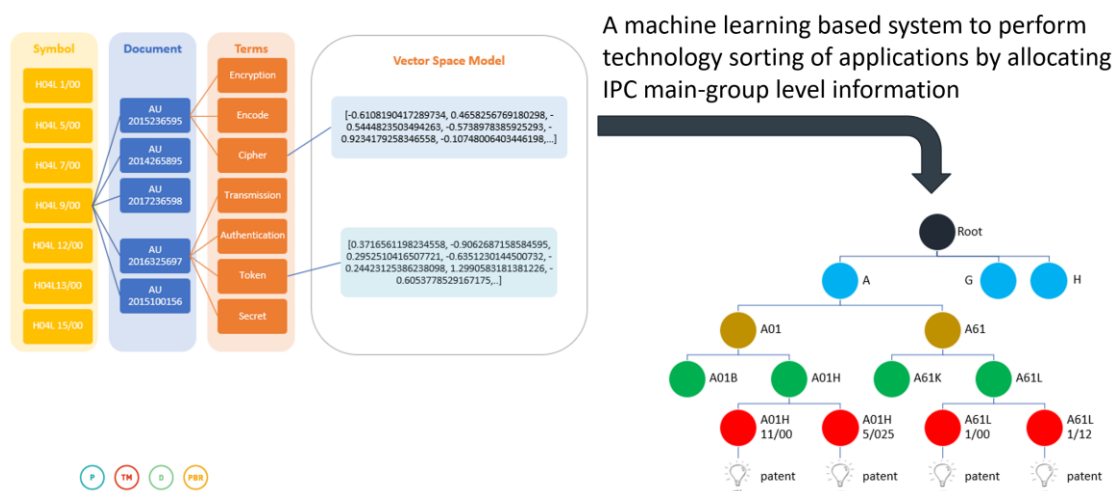 A machine learning based system to perform
technology sorting of applications by allocating
IPC main-group level information
Symbol
H04L 1/00
H04L 5/00
H04L 7/00
H04L 9/00
H04L 12/00
H04L13/00
H04L 15/00
Document
AU
2015236595
AU
2014265895
AU
2017236598
AU
2016325697
AU
2015100156
Terms
Encryption
Encode
Cipher
Transmission
Authentication
Token
Secret
Vector Space Model
[-0.6108190417289734, 0.4658256769180298, -
0.5444823503494263, -0.5738978385925293, -
0.9234179258346558, -0.10748006403446198,...]
[0.3716561198234558, -0.9062687158584595,
0.2952510416507721, -0.6351230144500732, -
0.24423125386238098, 1.2990583181381226, -
0.6053778529167175,..]
Root
A
G
H
A01
A61
A01B
A01H
A61K
A61L
A01H
11/00
A01H
5/025
A61L
1/00
A61L
1/12
patent
patent
patent
patent
P
TM
D
PBR